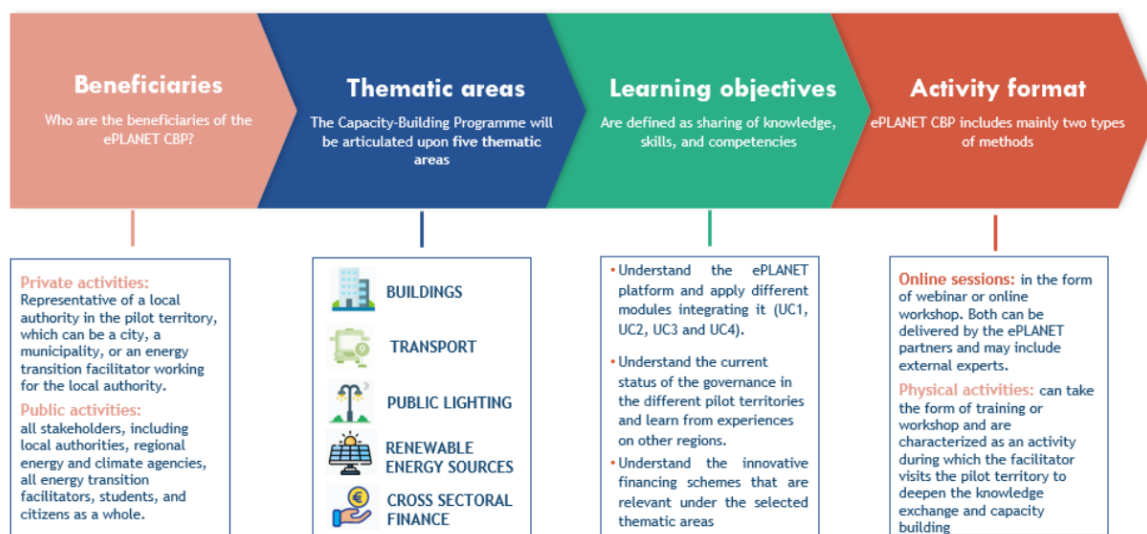 Beneficiaries
Who are the beneficiaries of the
ePLANET CBP?
Thematic areas
The Capacity-Building Programme will
be articulated upon five thematic
areas
Learning objectives
Are defined as sharing of knowledge,
skills, and competencies
Activity format
ePLANET CBP includes mainly two types
of methods
Private activities:
Representative of a local
authority in the pilot territory,
which can be a city, a
municipality, or an energy
transition facilitator working
for the local authority.
Public activities:
all stakeholders, including
local authorities, regional
energy and climate agencies,
all energy transition
facilitators, students, and
citizens as a whole.
BUILDINGS
TRANSPORT
PUBLIC LIGHTING
RENEWABLE
ENERGY SOURCES
CROSS SECTORAL
FINANCE
• Understand the ePLANET
platform and apply different
modules integrating it (UC1,
UC2, UC3 and UC4).
• Understand the current
status of the governance in
the different pilot territories
and learn from experiences
on other regions.
• Understand the innovative
financing schemes that are
relevant under the selected
thematic areas
Online sessions: in the form
of webinar or online
workshop. Both can be
delivered by the ePLANET
partners and may include
external experts.
Physical activities: can take
the form of training or
workshop and are
characterized as an activity
during which the facilitator
visits the pilot territory to
deepen the knowledge
exchange and capacity
building